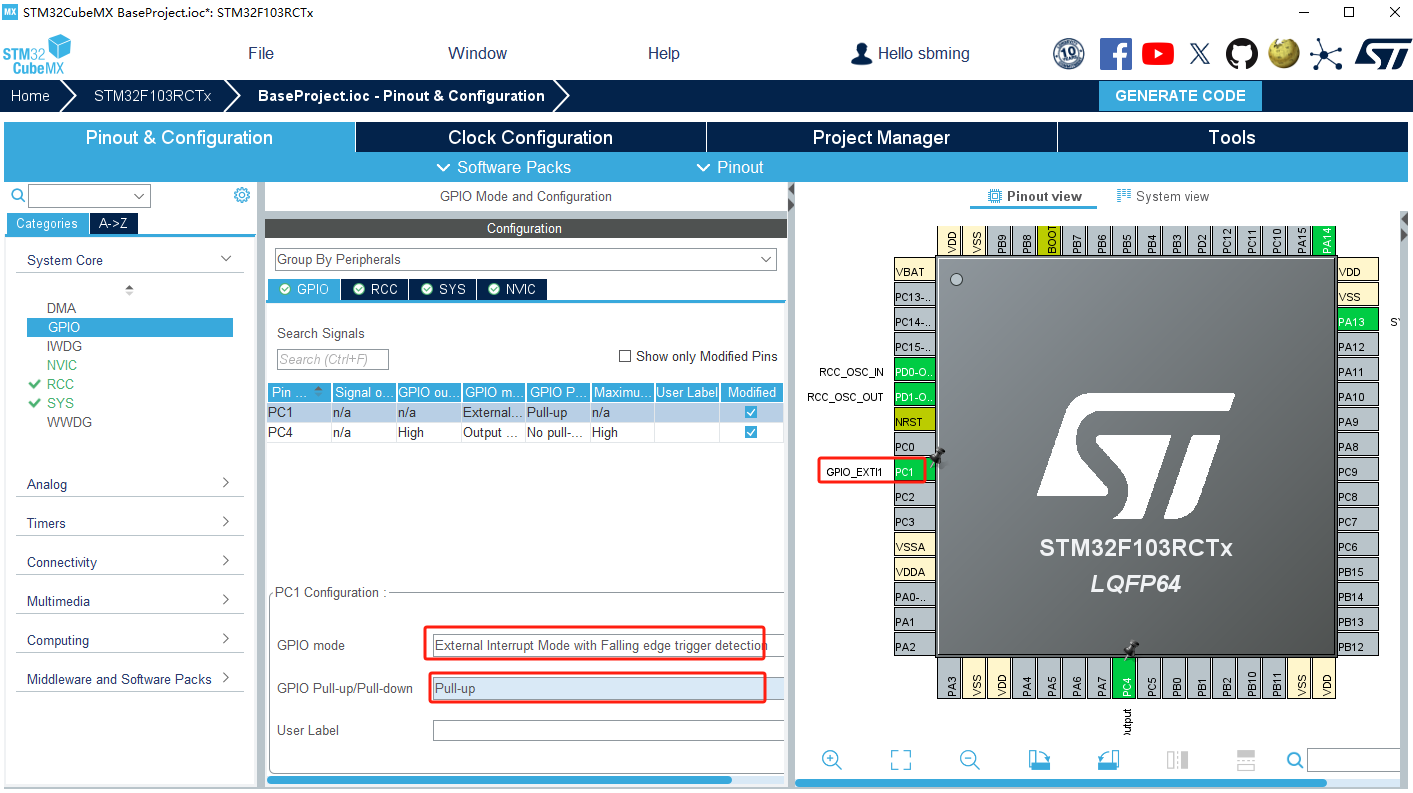 MX STM32CubeMX BaseProject.ioc*: STM32F103RCTx
STM32 CubeMX
File Window Help Hello sbming
10
Home STM32F103RCTx BaseProject.ioc - Pinout & Configuration GENERATE CODE
Pinout & Configuration Clock Configuration Project Manager Tools
Software Packs Pinout
Categories A->Z
System Core
DMA
GPIO
IWDG
NVIC
RCC
SYS
WWDG
Analog
Timers
Connectivity
Multimedia
Computing
Middleware and Software Packs
GPIO Mode and Configuration
Configuration
Group By Peripherals
GPIO RCC SYS NVIC
Search Signals
Search (Ctrl+F) Show only Modified Pins
Pin ... Signal o... GPIO ou... GPIO m... GPIO P... Maximu... User Label Modified
PC1 n/a n/a External... Pull-up n/a
PC4 n/a High Output ... No pull-... High
PC1 Configuration :
GPIO mode External Interrupt Mode with Falling edge trigger detection
GPIO Pull-up/Pull-down Pull-up
User Label
Pinout view System view
VDD VSS PB9 PB8 BOOT PB7 PB6 PB5 PB4 PB3 PD2 PC12 PC11 PC10 PA15 PA14
VBAT VDD
PC13-.. VSS
PC14-.. PA13 SY
PC15-.. PA12
RCC_OSC_IN PD0-O.. PA11
RCC_OSC_OUT PD1-O.. PA10
NRST PA9
PC0 PA8
GPIO_EXTI1 PC1 PC9
PC2 PC8
PC3 PC7
VSSA PC6
VDDA PB15
PA0-.. PB14
PA1 PB13
PA2 PB12
STM32F103RCTx
LQFP64
PA3 VSS VDD PA4 PA5 PA6 PA7 PC4 PC5 PB0 PB1 PB2 PB10 PB11 VSS VDD
Output